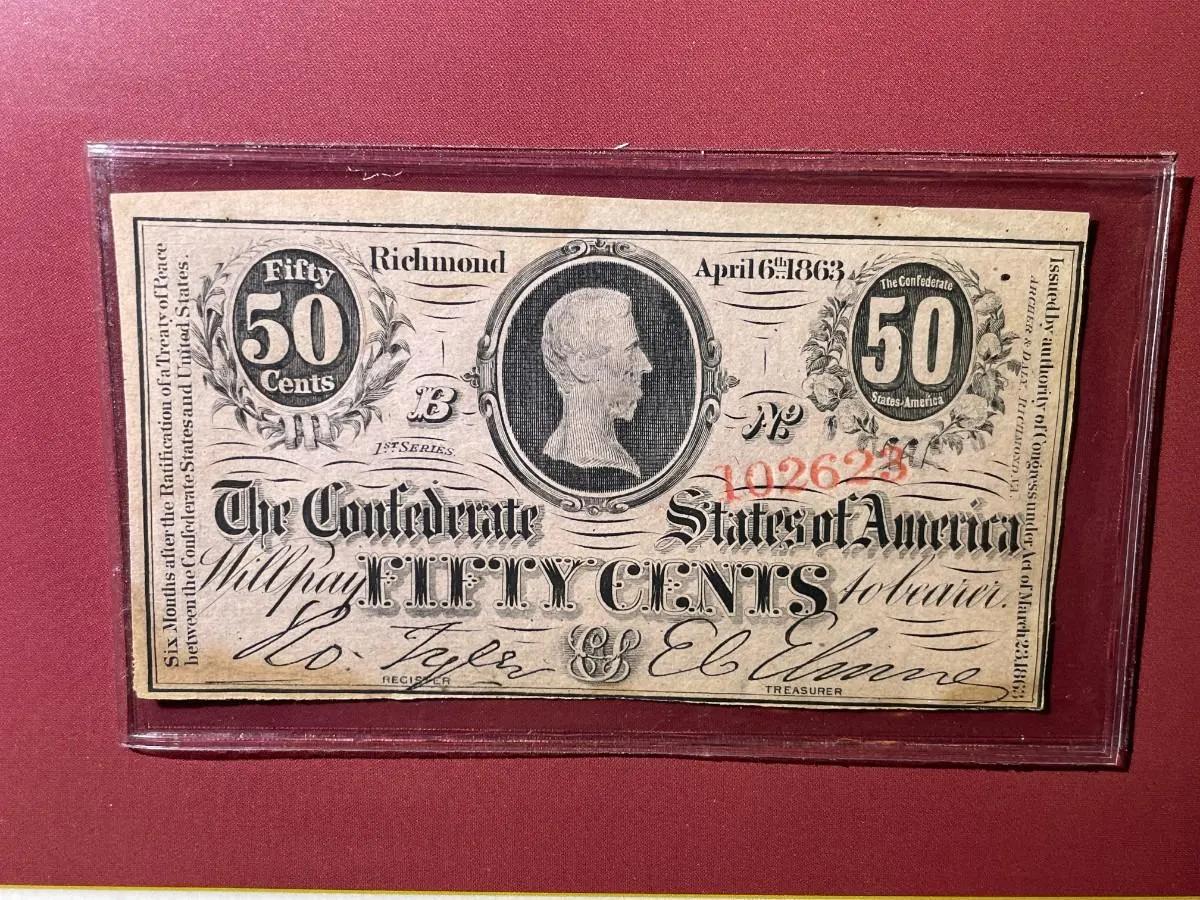 Six Months after the Ratification of a Treaty of Peace
between the Confederate States and United States.
Fifty
50
Cents
Richmond
April 6th 1863
The Confederate
50
States America
B
1ST SERIES
No
102623
The Confederate States of America
Will pay FIFTY CENTS to bearer.
Ro. Tyler
REGISTER
CS
TREASURER
Issued by authority of Congress under Act of March 23, 1863
ARCHER & DALY, RICHMOND, VA